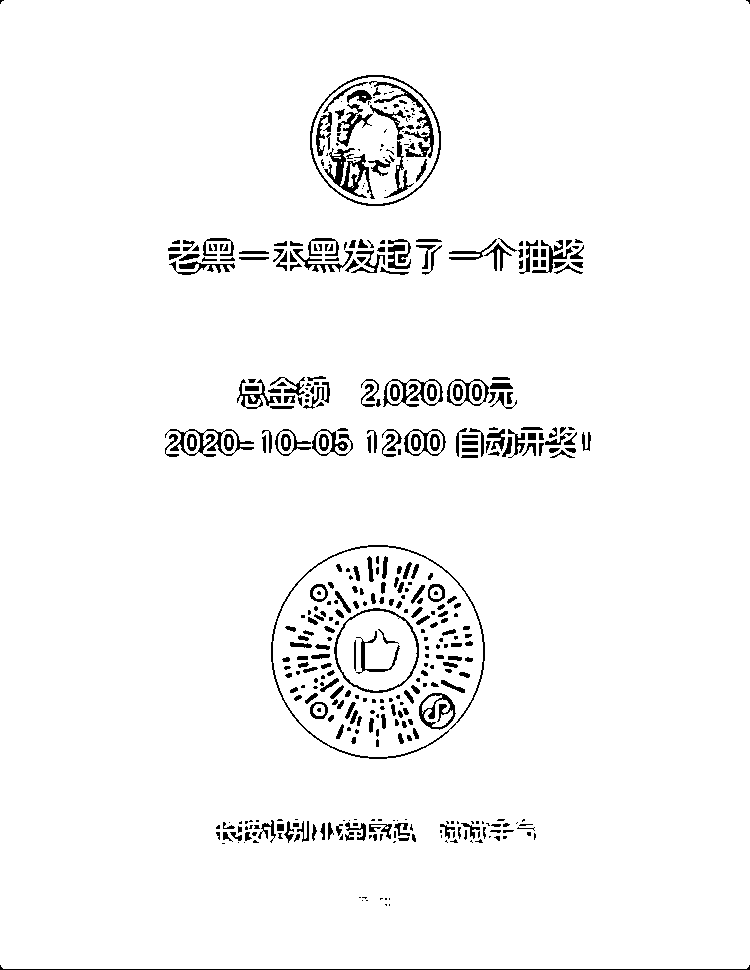 老黑一本黑发起了一个抽奖
总金额 2,020.00元
2020-10-05 12:00 自动开奖!
长按识别小程序码 试试手气